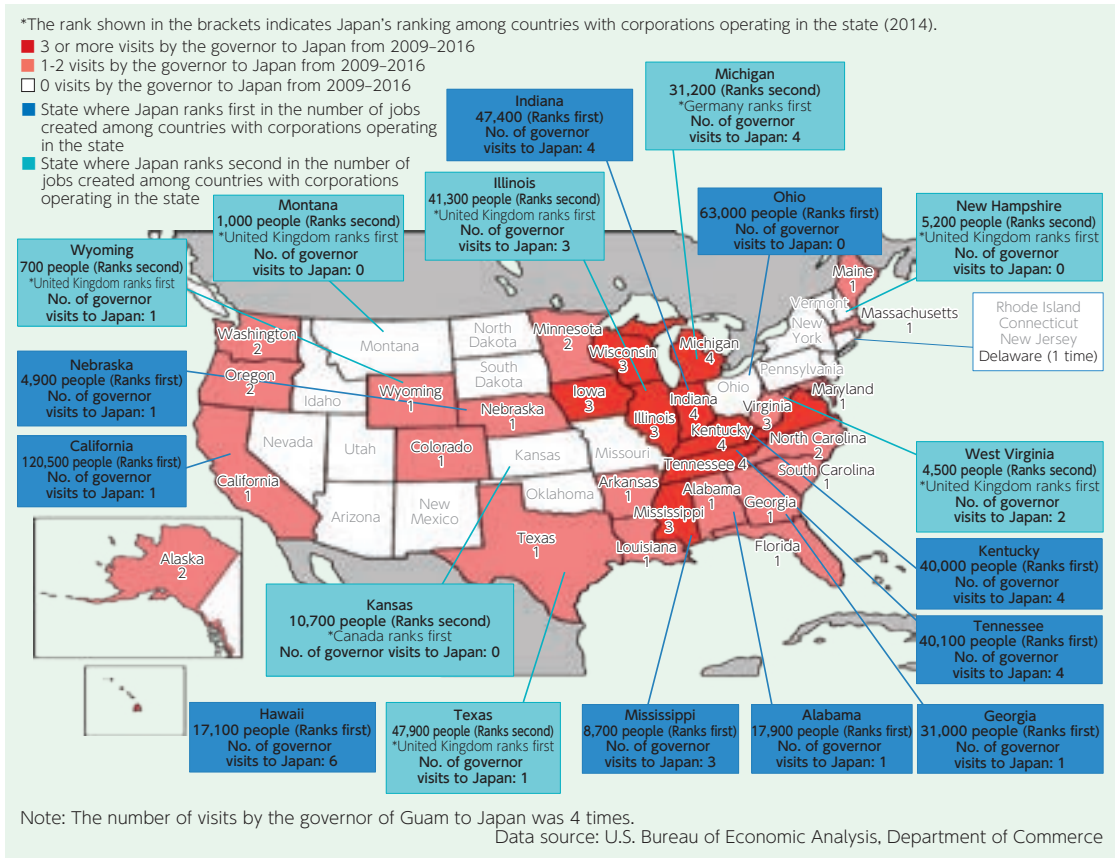 *The rank shown in the brackets indicates Japan's ranking among countries with corporations operating in the state (2014).
3 or more visits by the governor to Japan from 2009–2016
1-2 visits by the governor to Japan from 2009–2016
0 visits by the governor to Japan from 2009–2016
State where Japan ranks first in the number of jobs
created among countries with corporations operating
in the state
State where Japan ranks second in the number of
jobs created among countries with corporations
operating in the state
Michigan
31,200 (Ranks second)
*Germany ranks first
No. of governor
visits to Japan: 4
Indiana
47,400 (Ranks first)
No. of governor
visits to Japan: 4
Illinois
41,300 people (Ranks second)
*United Kingdom ranks first
No. of governor
visits to Japan: 3
Montana
1,000 people (Ranks second)
*United Kingdom ranks first
No. of governor
visits to Japan: 0
Ohio
63,000 people (Ranks first)
No. of governor
visits to Japan: 0
New Hampshire
5,200 people (Ranks second)
*United Kingdom ranks first
No. of governor
visits to Japan: 0
Wyoming
700 people (Ranks second)
*United Kingdom ranks first
No. of governor
visits to Japan: 1
Nebraska
4,900 people (Ranks first)
No. of governor
visits to Japan: 1
California
120,500 people (Ranks first)
No. of governor
visits to Japan: 1
Rhode Island
Connecticut
New Jersey
Delaware (1 time)
Washington
2
Oregon
2
Idaho
Montana
North
Dakota
South
Dakota
Minnesota
2
Wisconsin
3
Michigan
4
Maine
1
Vermont
New
York
Massachusetts
1
Pennsylvania
Wyoming
1
Nebraska
1
Iowa
3
Illinois
3
Indiana
4
Ohio
Maryland
1
Virginia
3
Kentucky
4
North Carolina
2
Tennessee 4
South Carolina
1
Nevada
Utah
Colorado
1
Kansas
Missouri
California
1
Arizona
New
Mexico
Oklahoma
Arkansas
1
Mississippi
3
Alabama
1
Georgia
1
Texas
1
Louisiana
1
Florida
1
Alaska
2
West Virginia
4,500 people (Ranks second)
*United Kingdom ranks first
No. of governor
visits to Japan: 2
Kentucky
40,000 people (Ranks first)
No. of governor
visits to Japan: 4
Tennessee
40,100 people (Ranks first)
No. of governor
visits to Japan: 4
Kansas
10,700 people (Ranks second)
*Canada ranks first
No. of governor visits to Japan: 0
Hawaii
17,100 people (Ranks first)
No. of governor
visits to Japan: 6
Texas
47,900 people (Ranks second)
*United Kingdom ranks first
No. of governor
visits to Japan: 1
Mississippi
8,700 people (Ranks first)
No. of governor
visits to Japan: 3
Alabama
17,900 people (Ranks first)
No. of governor
visits to Japan: 1
Georgia
31,000 people (Ranks first)
No. of governor
visits to Japan: 1
Note: The number of visits by the governor of Guam to Japan was 4 times.
Data source: U.S. Bureau of Economic Analysis, Department of Commerce